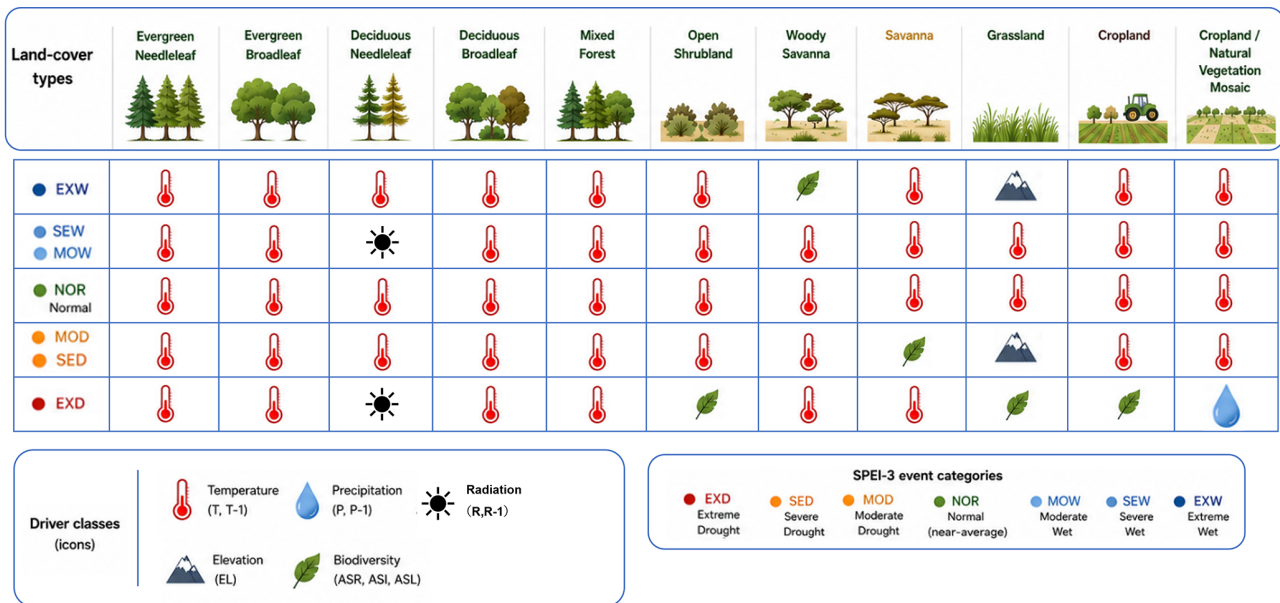 Land-cover
types
Evergreen
Needleleaf
Evergreen
Broadleaf
Deciduous
Needleleaf
Deciduous
Broadleaf
Mixed
Forest
Open
Shrubland
Woody
Savanna
Savanna
Grassland
Cropland
Cropland /
Natural
Vegetation
Mosaic
EXW
SEW
MOW
NOR
Normal
MOD
SED
EXD
Driver classes
(icons)
Temperature
(T, T-1)
Precipitation
(P, P-1)
Radiation
(R,R-1)
Elevation
(EL)
Biodiversity
(ASR, ASI, ASL)
SPEI-3 event categories
EXD
Extreme
Drought
SED
Severe
Drought
MOD
Moderate
Drought
NOR
Normal
(near-average)
MOW
Moderate
Wet
SEW
Severe
Wet
EXW
Extreme
Wet